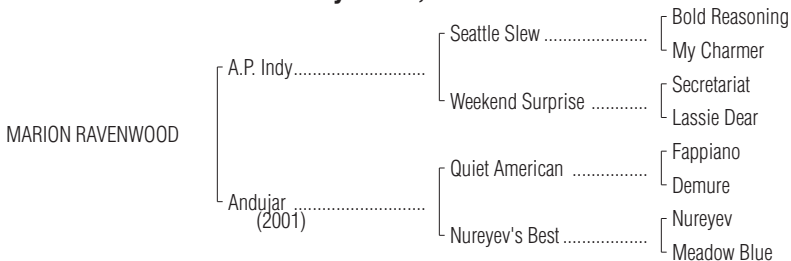 Bold Reasoning
Seattle Slew ......................
My Charmer
A.P. Indy............................
Secretariat
Weekend Surprise ............
Lassie Dear
MARION RAVENWOOD
Fappiano
Quiet American ................
Demure
Andujar ............................
(2001)
Nureyev
Nureyev's Best..................
Meadow Blue